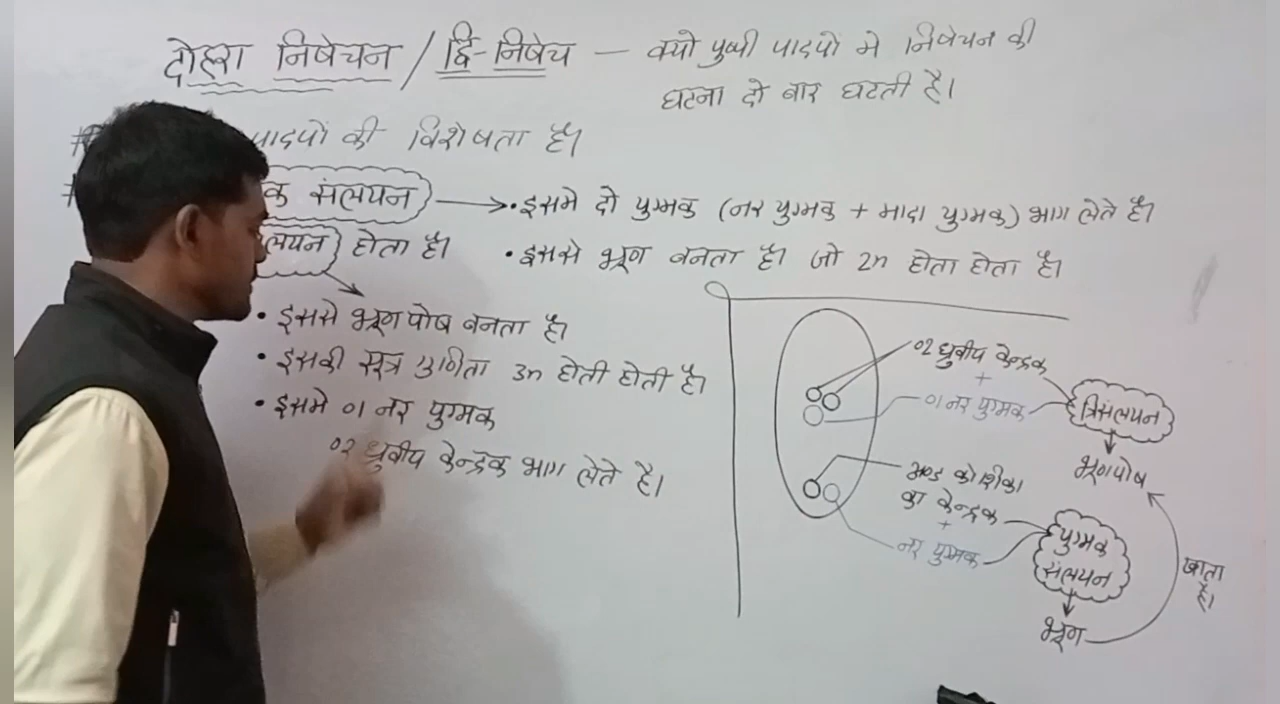 दोहरा निषेचन / द्वि-निषेच — क्यो पुष्पी पादपों मे निषेचन की
घटना दो बार घटती है।
पादपों की विशेषता है।
क संलयन → • इसमे दो युग्मक (नर युग्मक + मादा युग्मक) भाग लेते है।
लयन होता है।
• इससे भ्रूण बनता है। जो 2n होता होता है।
• इससे भ्रूणपोष बनता है।
• इसकी सूत्र गुणिता 3n होती होती है।
• इसमे 01 नर युग्मक
02 ध्रुवीय केन्द्रक भाग लेते है।
02 ध्रुवीय केन्द्रक
+
01 नर युग्मक
त्रिसंलयन
भ्रूणपोष
अण्ड कोशिका
का केन्द्रक
+
नर युग्मक
युग्मक
संलयन
भ्रूण
खाता
है।